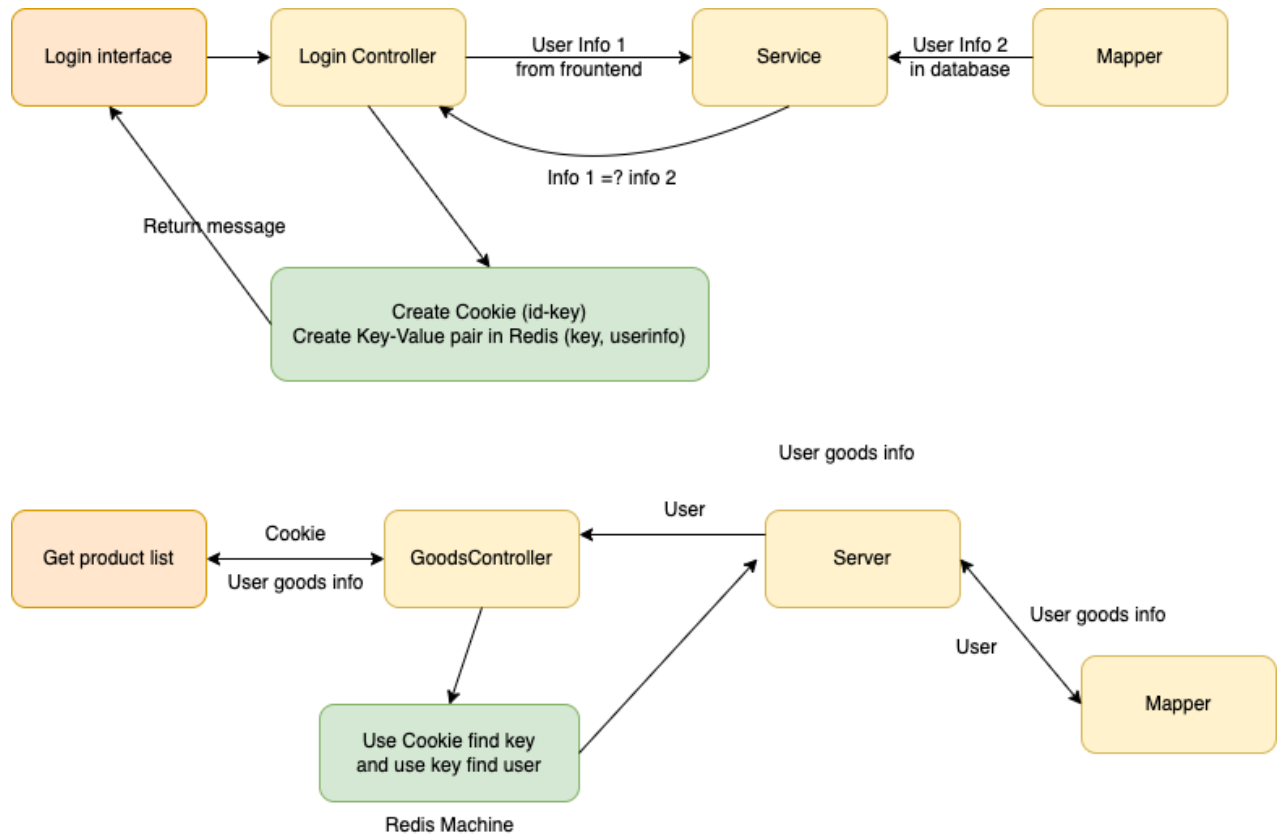 Login interface
Login Controller
User Info 1
from frountend
Service
User Info 2
in database
Mapper
Info 1 =? info 2
Return message
Create Cookie (id-key)
Create Key-Value pair in Redis (key, userinfo)
User goods info
Get product list
Cookie
User goods info
GoodsController
User
Server
User goods info
User
Mapper
Use Cookie find key
and use key find user
Redis Machine